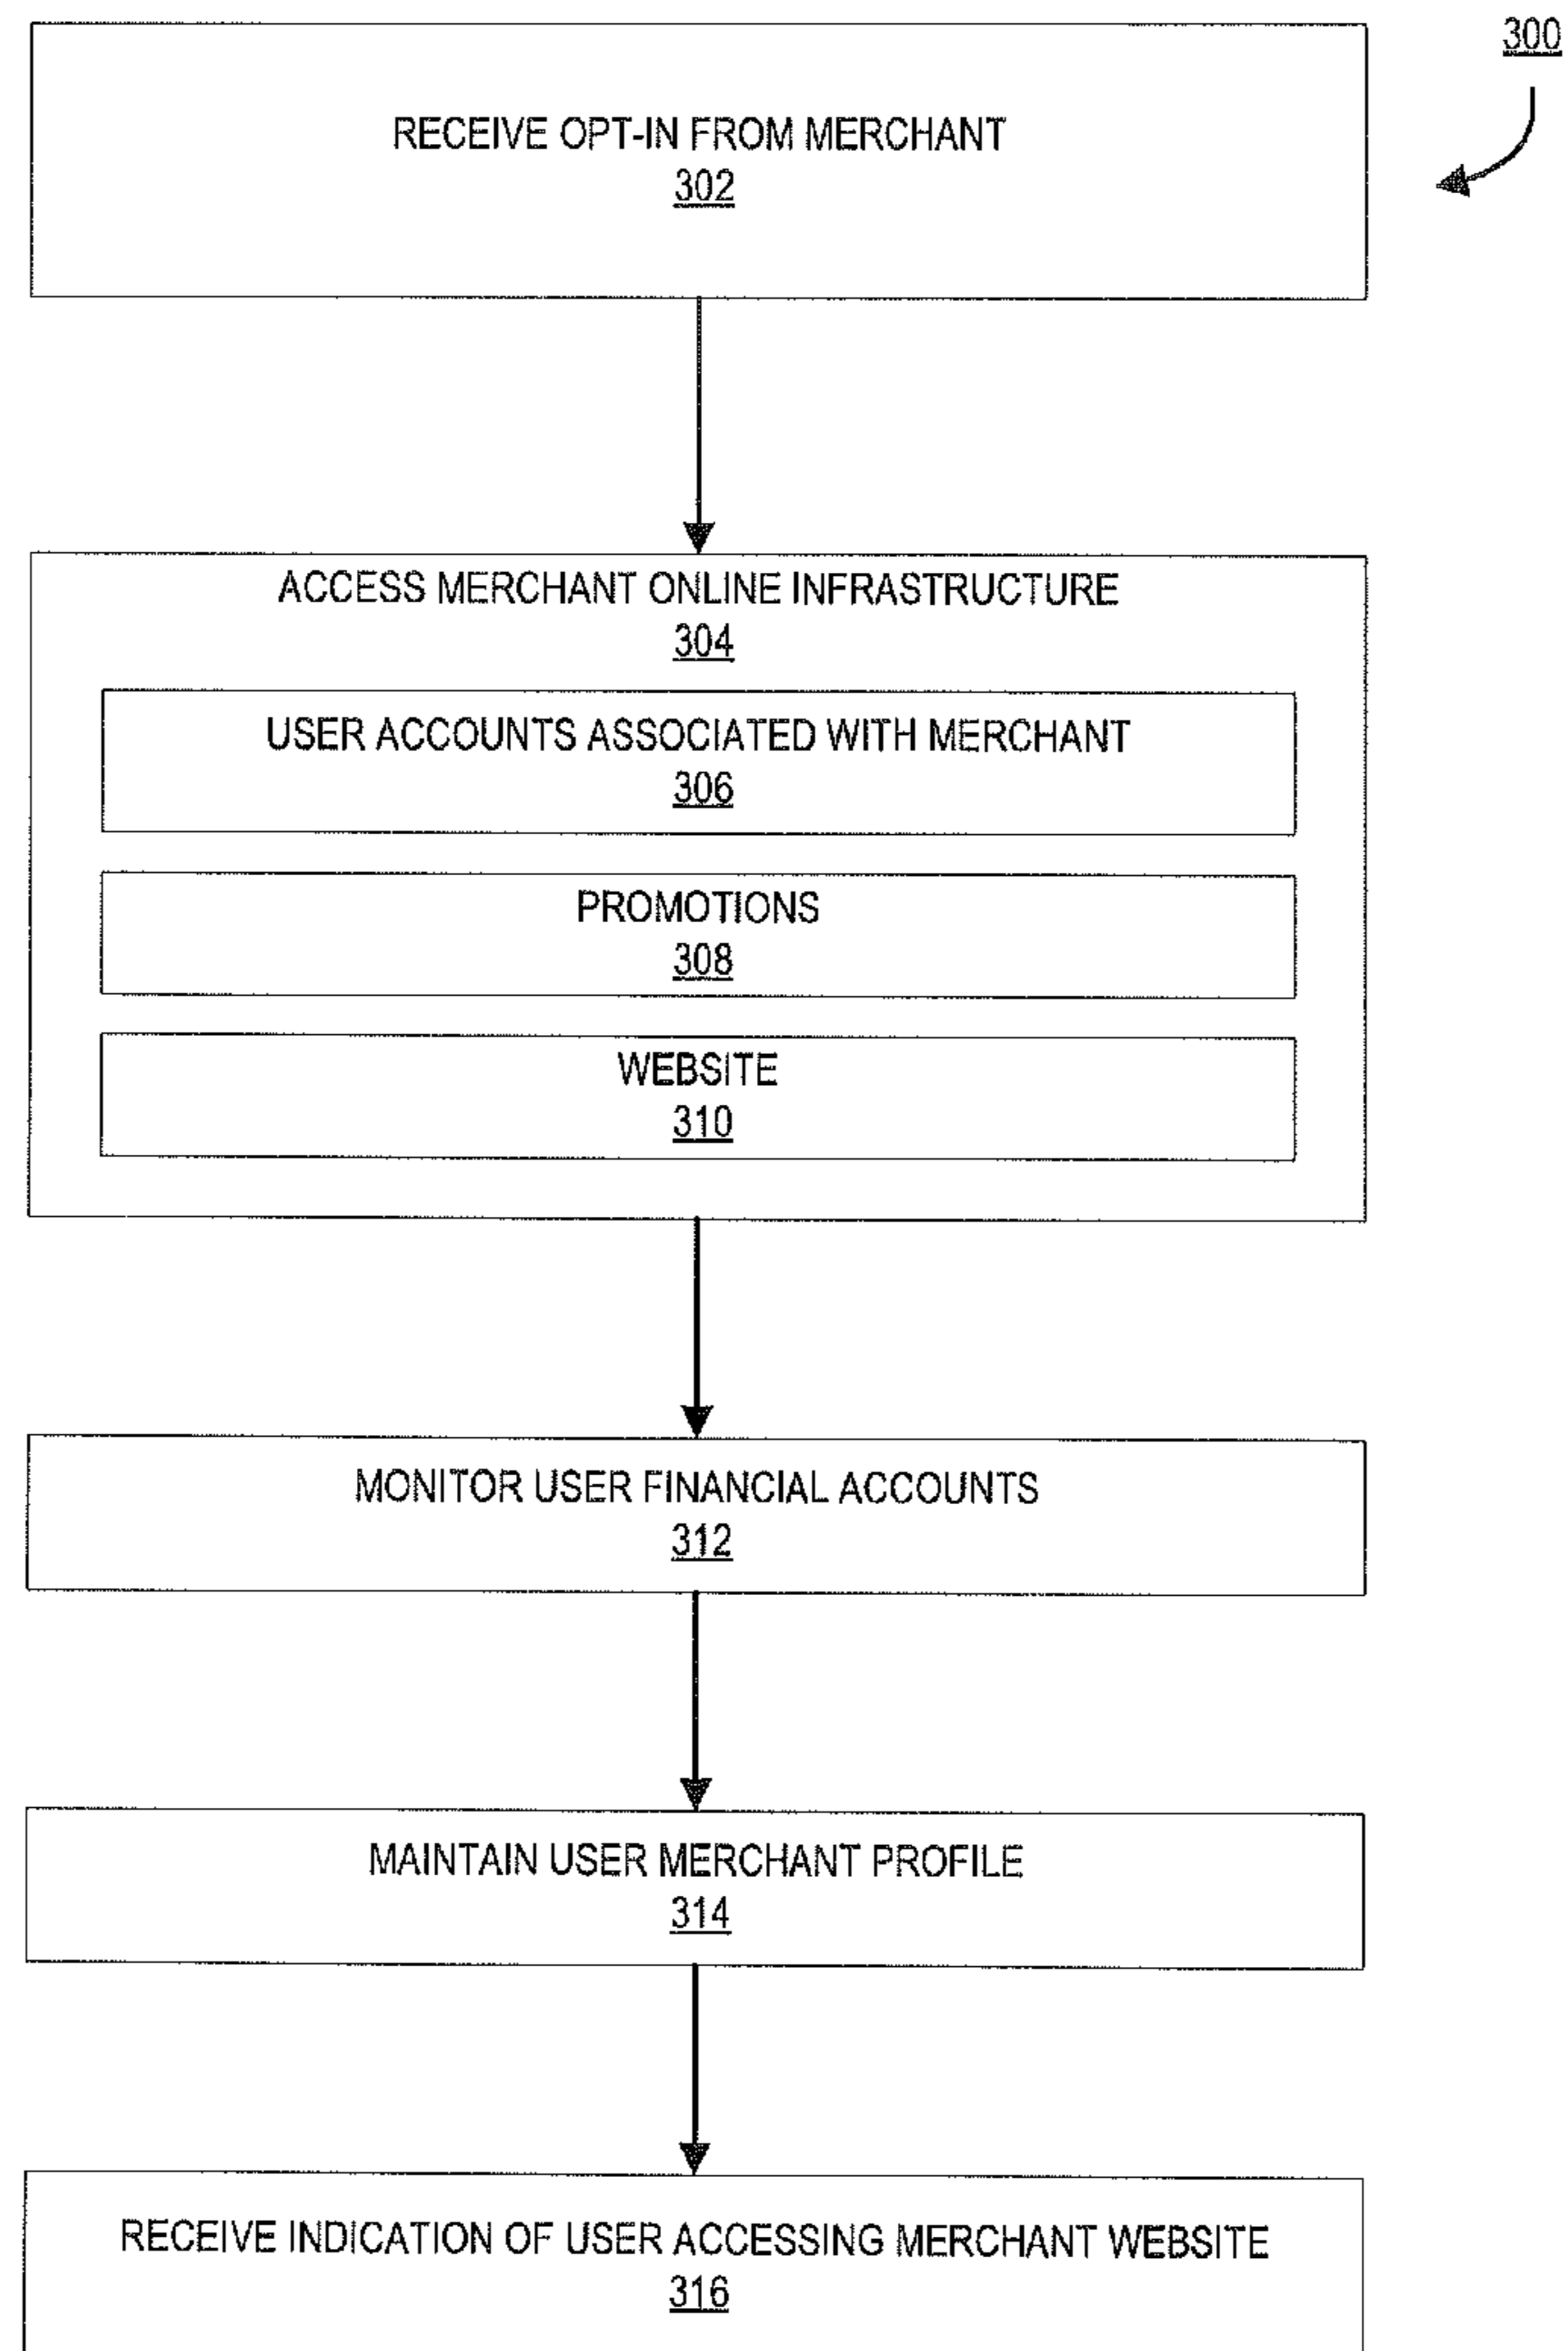 300
RECEIVE OPT-IN FROM MERCHANT
302
ACCESS MERCHANT ONLINE INFRASTRUCTURE
304
USER ACCOUNTS ASSOCIATED WITH MERCHANT
306
PROMOTIONS
308
WEBSITE
310
MONITOR USER FINANCIAL ACCOUNTS
312
MAINTAIN USER MERCHANT PROFILE
314
RECEIVE INDICATION OF USER ACCESSING MERCHANT WEBSITE
316